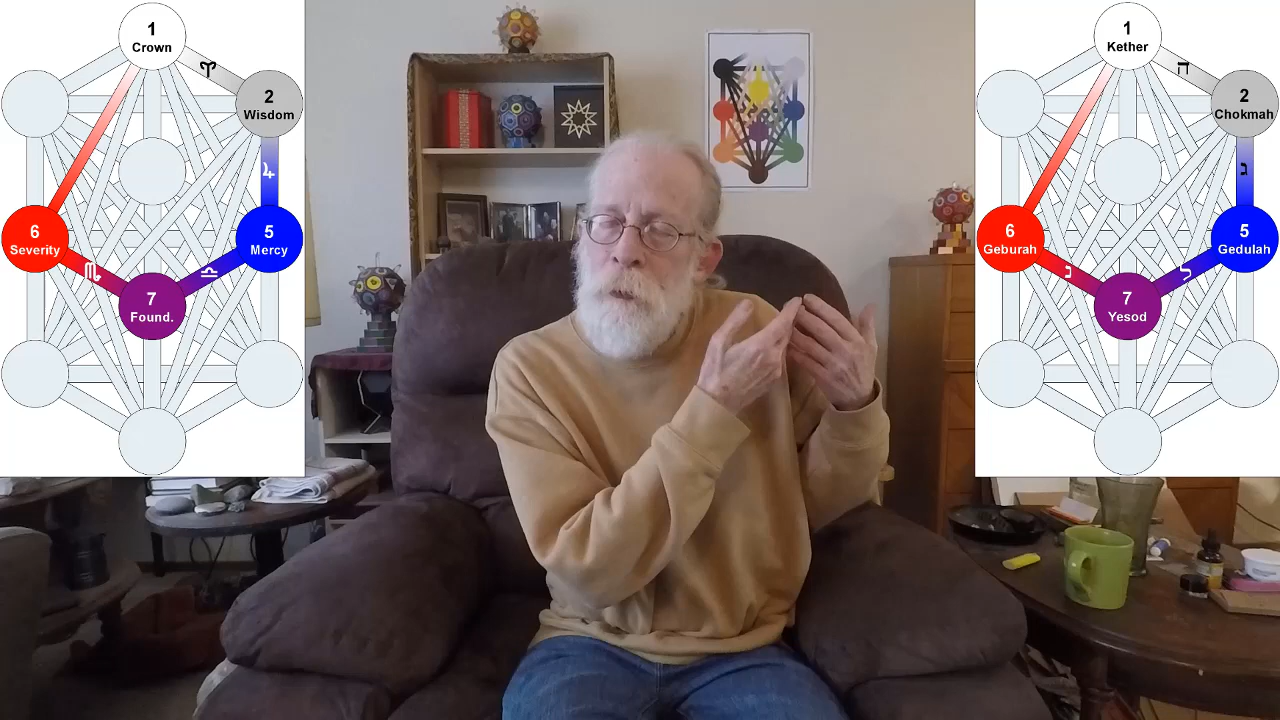 1
Crown
♈
2
Wisdom
♃
6
Severity
5
Mercy
♏
♎
7
Found.
1
Kether
ה
2
Chokmah
ג
6
Geburah
5
Gedulah
נ
ל
7
Yesod